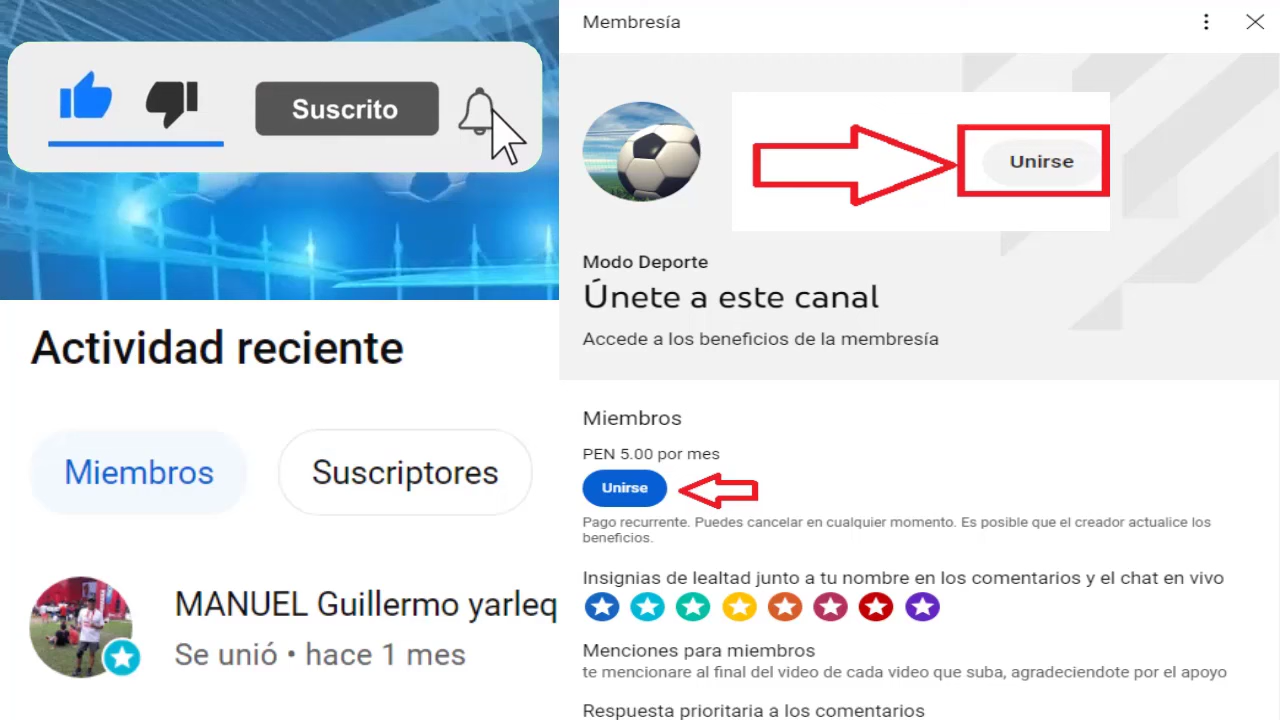 Suscrito
Actividad reciente
Miembros
Suscriptores
MANUEL Guillermo yarleq
Se unió • hace 1 mes
Membresía
Unirse
Modo Deporte
Únete a este canal
Accede a los beneficios de la membresía
Miembros
PEN 5.00 por mes
Unirse
Pago recurrente. Puedes cancelar en cualquier momento. Es posible que el creador actualice los
beneficios.
Insignias de lealtad junto a tu nombre en los comentarios y el chat en vivo
Menciones para miembros
te mencionare al final del video de cada video que suba, agradeciendote por el apoyo
Respuesta prioritaria a los comentarios